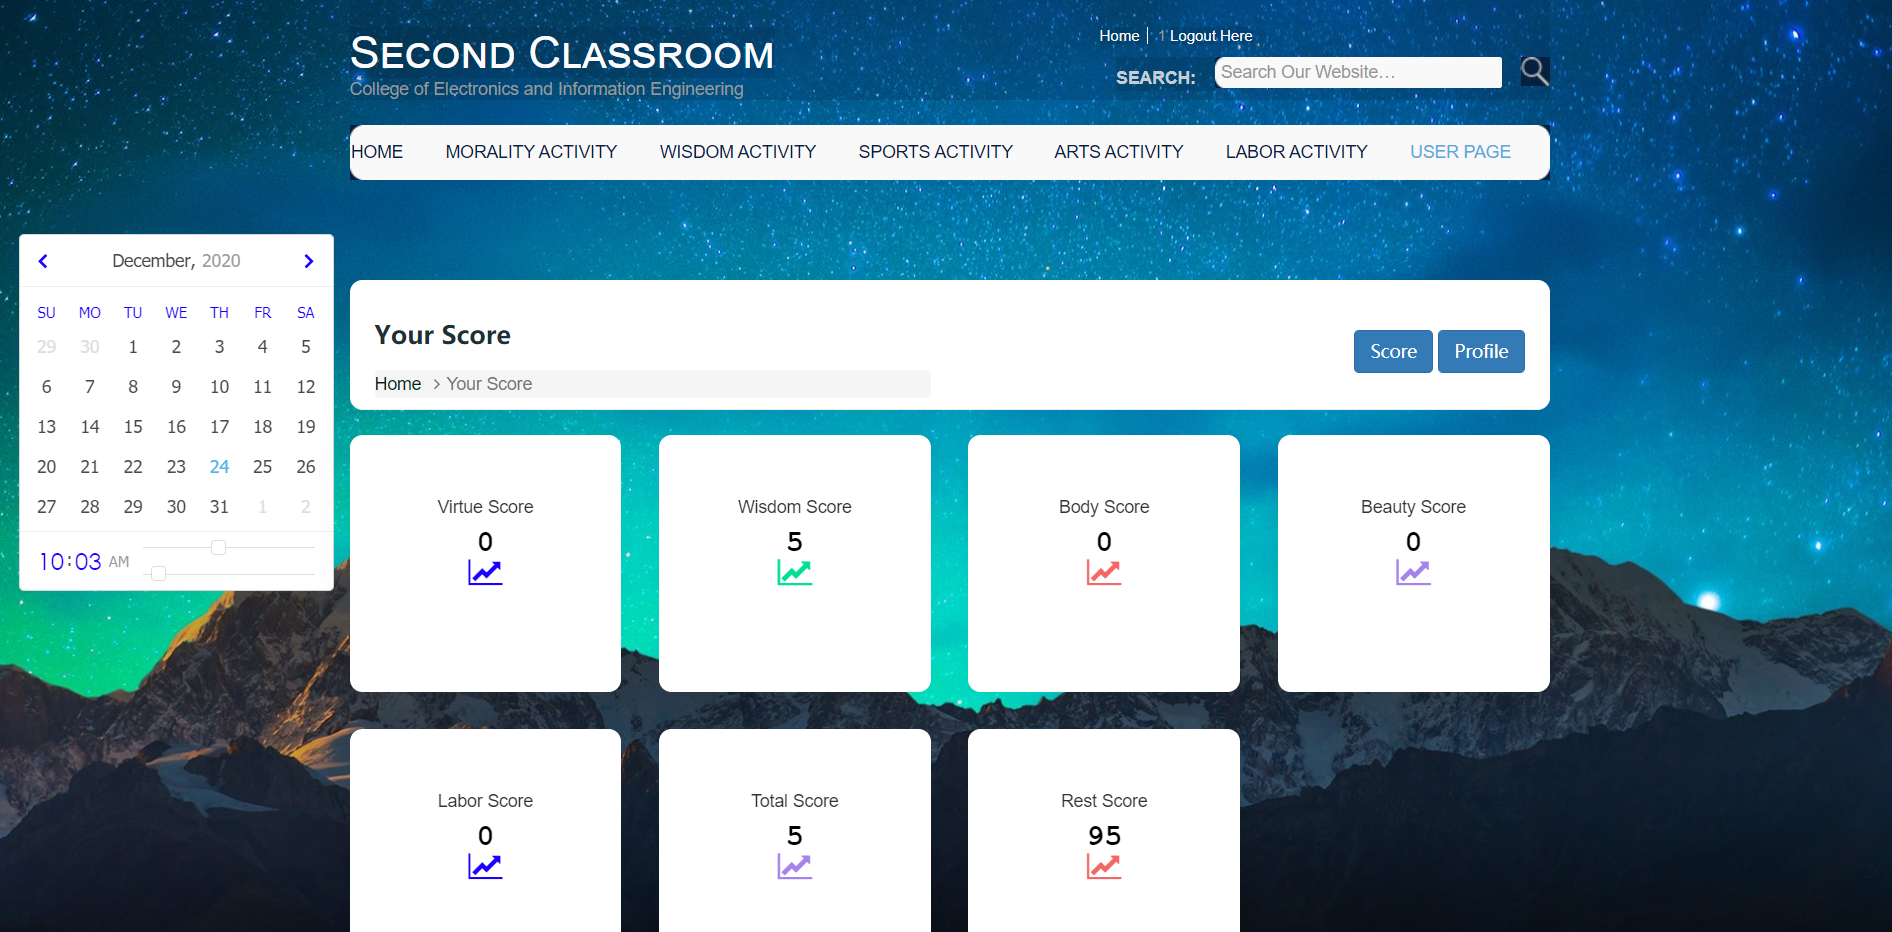 SECOND CLASSROOM
College of Electronics and Information Engineering
Home 1 Logout Here
SEARCH: Search Our Website…
HOME MORALITY ACTIVITY WISDOM ACTIVITY SPORTS ACTIVITY ARTS ACTIVITY LABOR ACTIVITY USER PAGE
December, 2020
SU MO TU WE TH FR SA
29 30 1 2 3 4 5
6 7 8 9 10 11 12
13 14 15 16 17 18 19
20 21 22 23 24 25 26
27 28 29 30 31 1 2
10:03 AM
Your Score
Home > Your Score
Score Profile
Virtue Score
0
Wisdom Score
5
Body Score
0
Beauty Score
0
Labor Score
0
Total Score
5
Rest Score
95